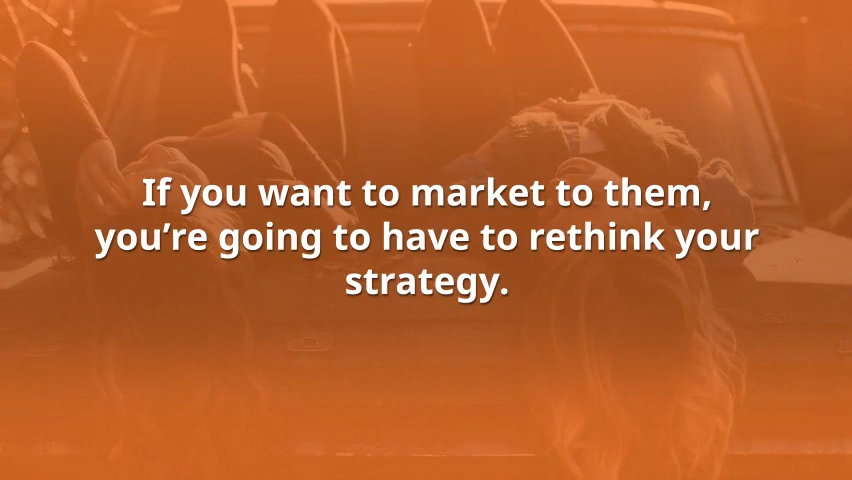 If you want to market to them,
you’re going to have to rethink your
strategy.